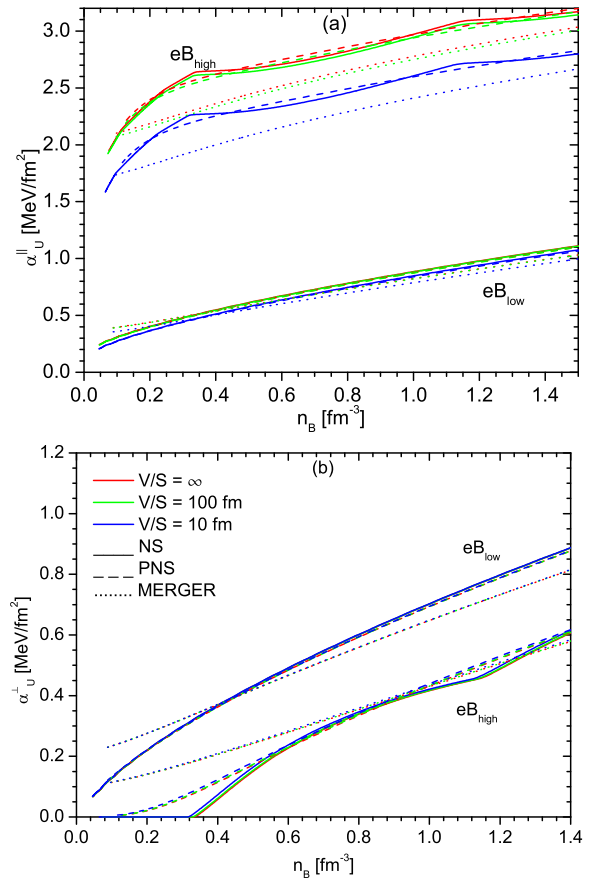 (a)
eB_high
eB_low
α_U^|| [MeV/fm²]
3.0
2.5
2.0
1.5
1.0
0.5
0.0
0.0 0.2 0.4 0.6 0.8 1.0 1.2 1.4
n_B [fm⁻³]
(b)
V/S = ∞
V/S = 100 fm
V/S = 10 fm
NS
PNS
MERGER
eB_low
eB_high
α_U^⊥ [MeV/fm²]
1.2
1.0
0.8
0.6
0.4
0.2
0.0
0.0 0.2 0.4 0.6 0.8 1.0 1.2 1.4
n_B [fm⁻³]